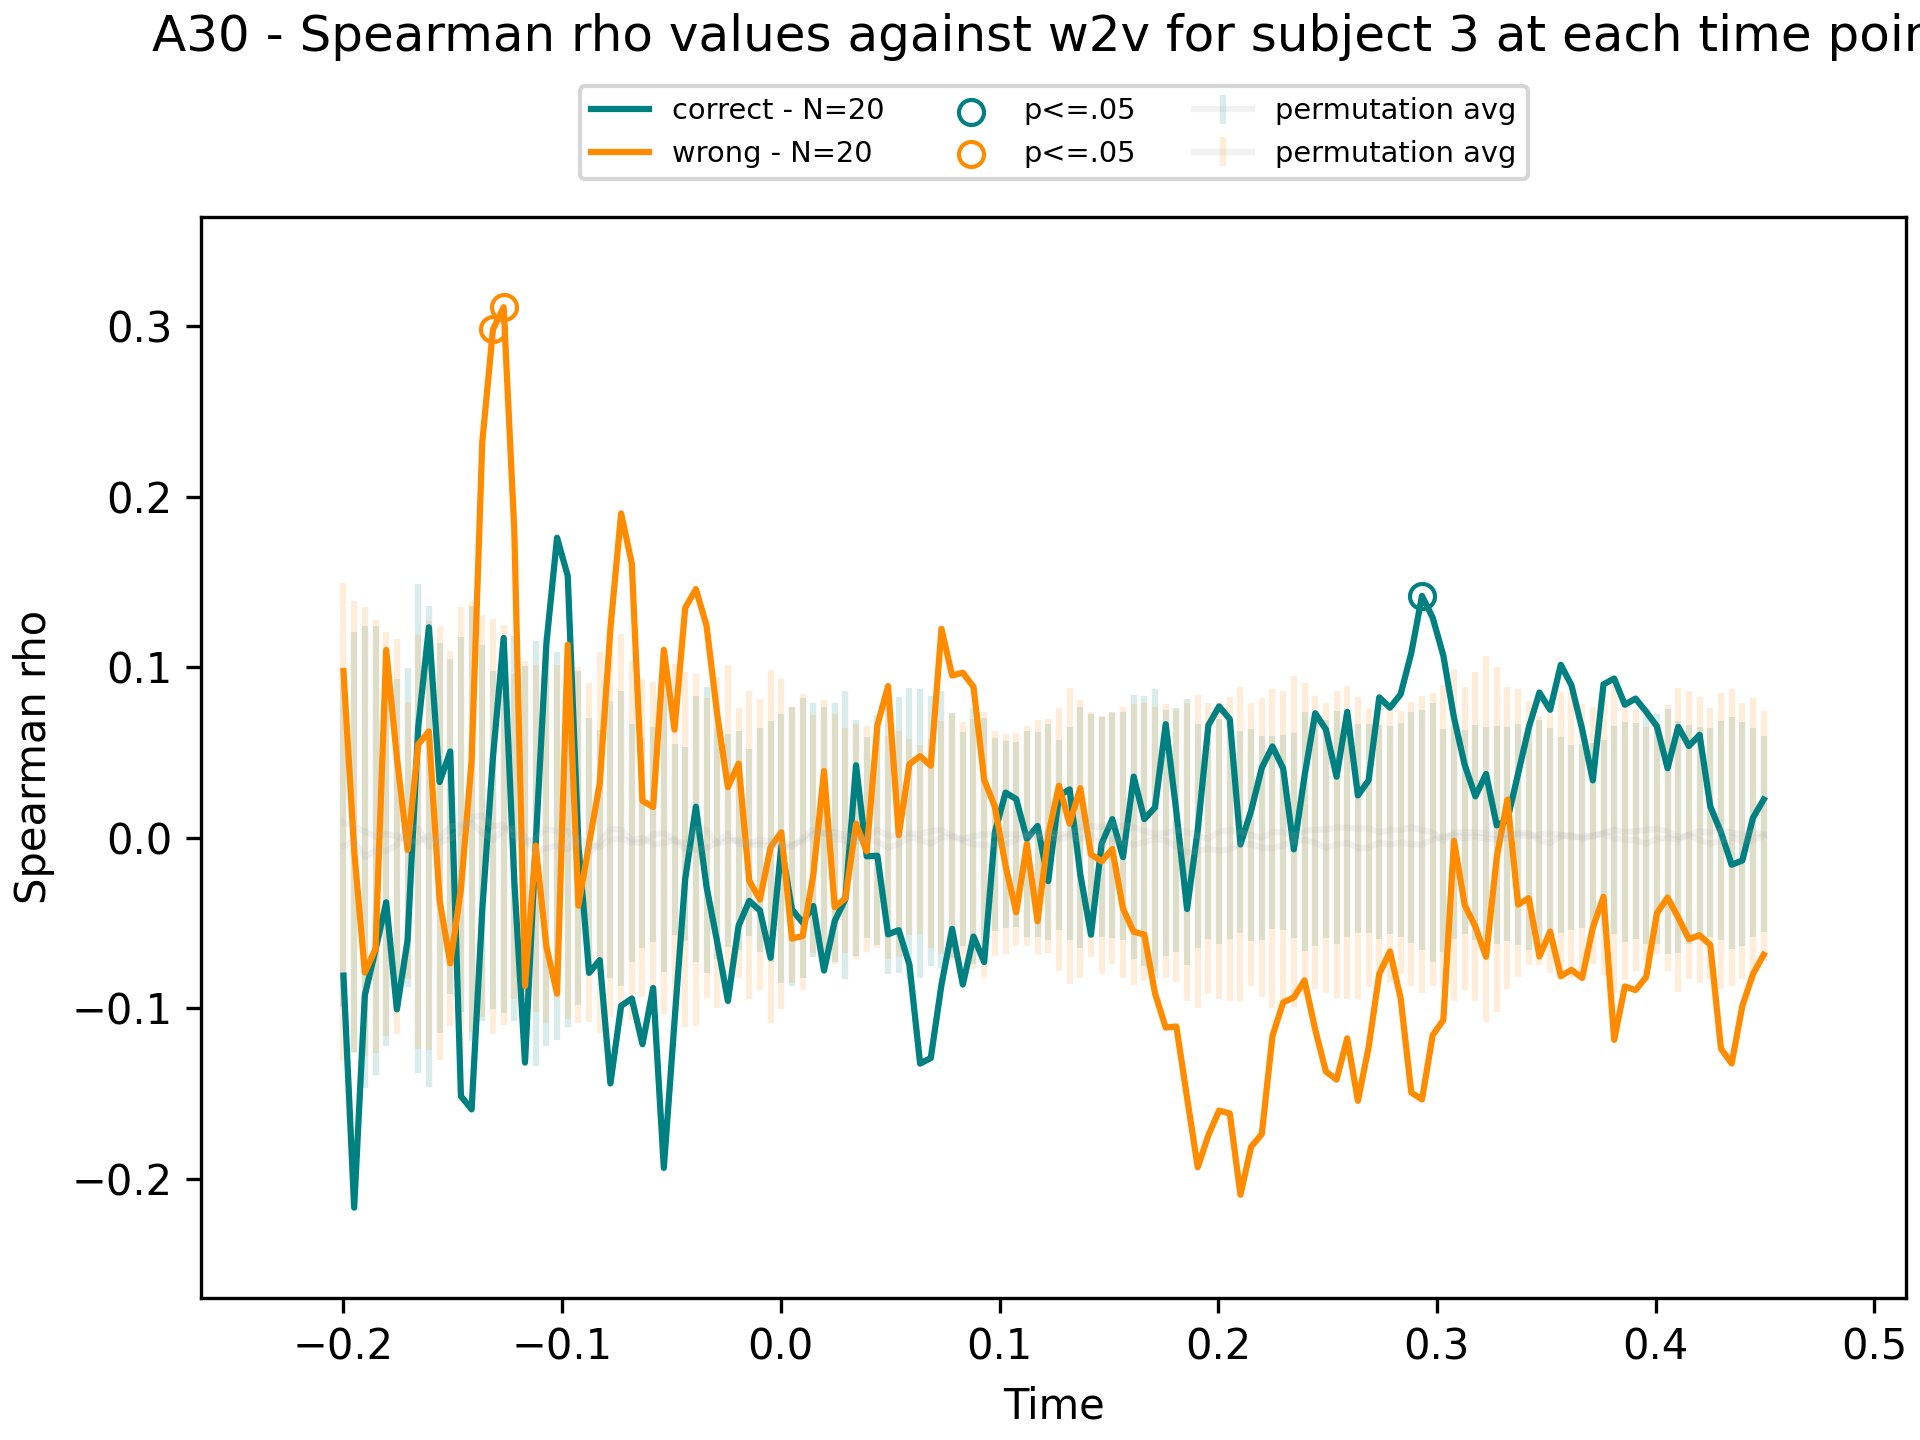 A30 - Spearman rho values against w2v for subject 3 at each time poin
correct - N=20
wrong - N=20
p<=.05
p<=.05
permutation avg
permutation avg
Spearman rho
0.3
0.2
0.1
0.0
−0.1
−0.2
−0.2 −0.1 0.0 0.1 0.2 0.3 0.4 0.5
Time